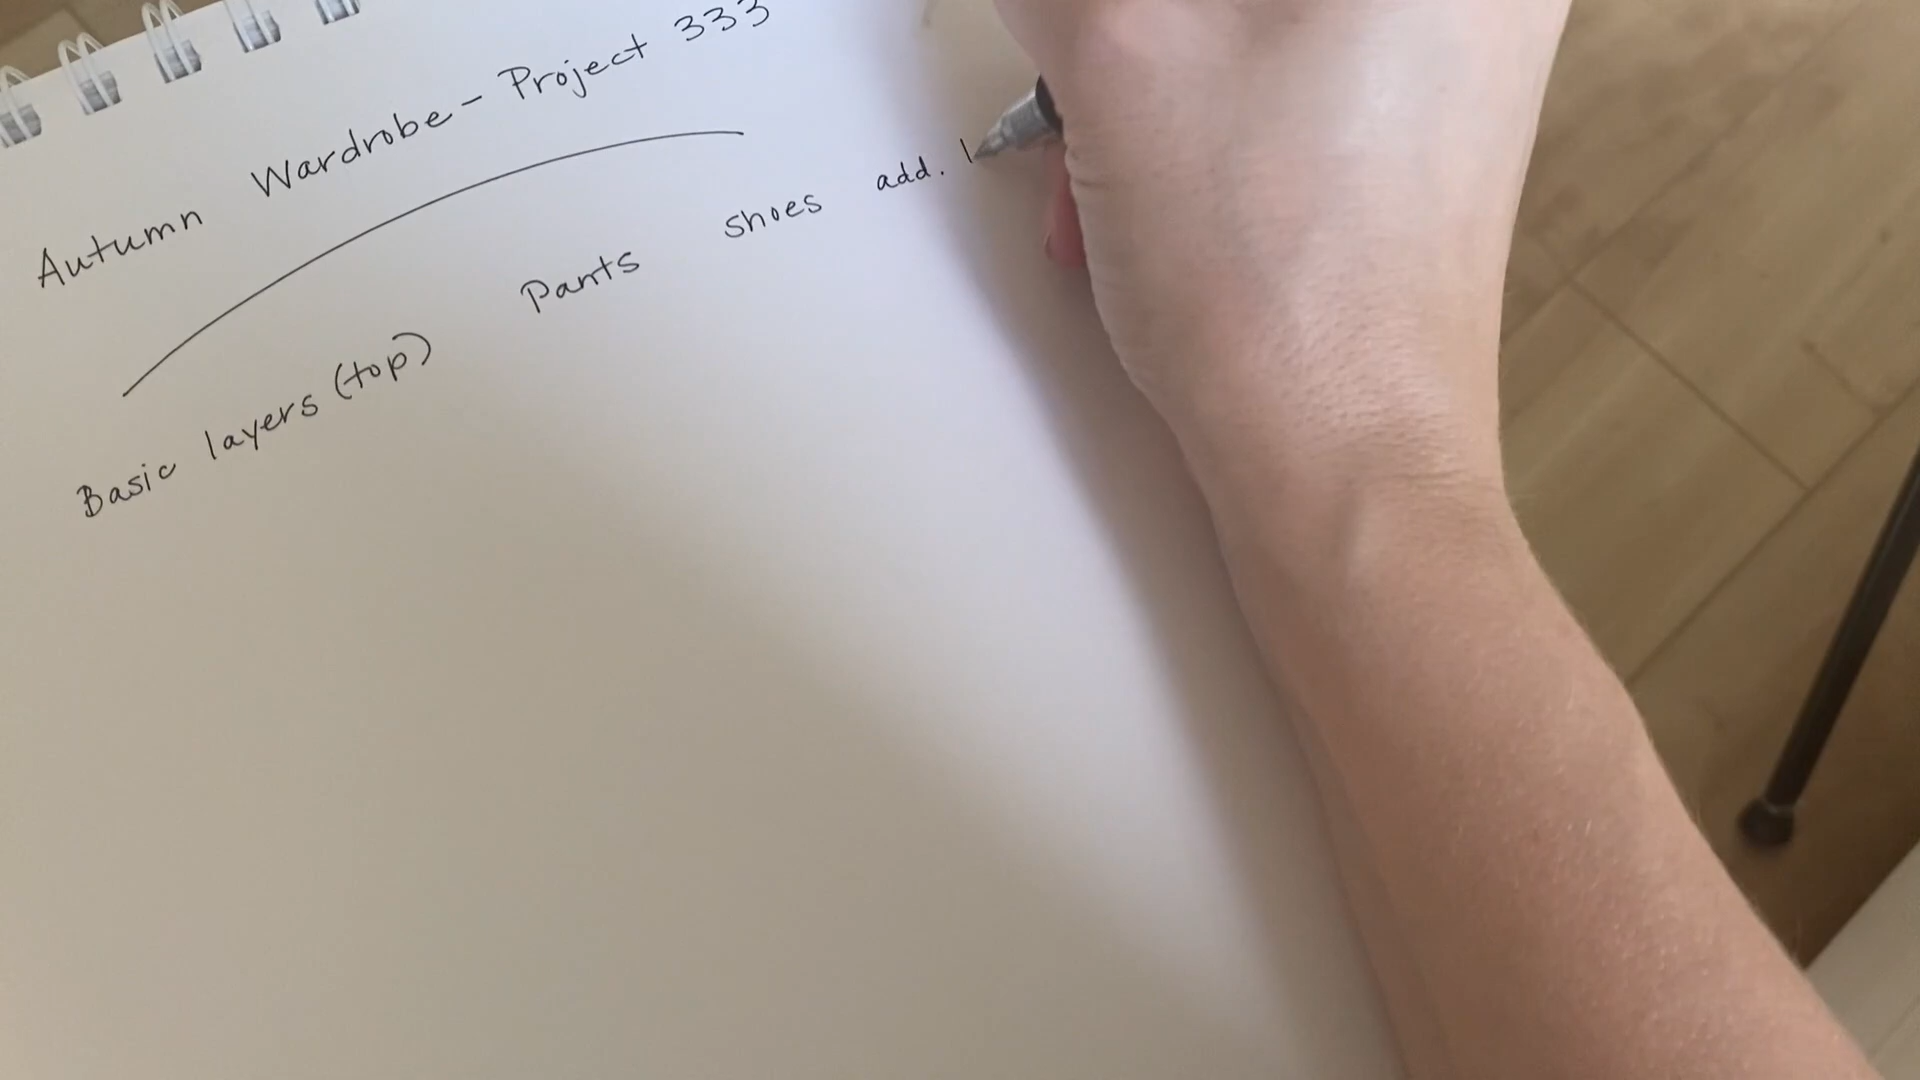 Autumn Wardrobe - Project 333
Basic layers (top) Pants shoes add. l